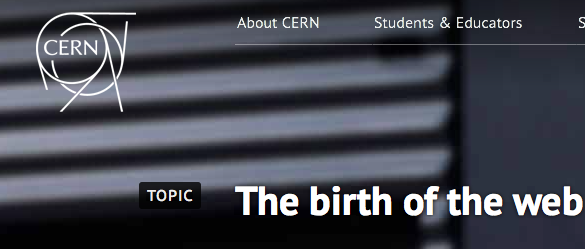 CERN
About CERN
Students & Educators
S
TOPIC
The birth of the web